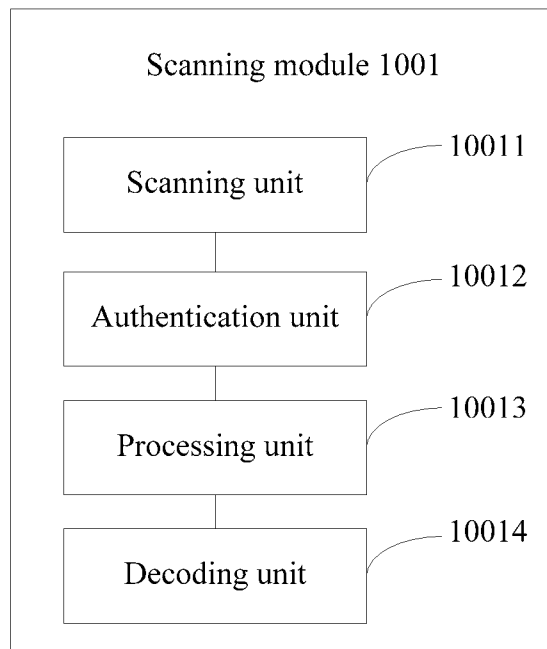 Scanning module 1001
Scanning unit
10011
Authentication unit
10012
Processing unit
10013
Decoding unit
10014